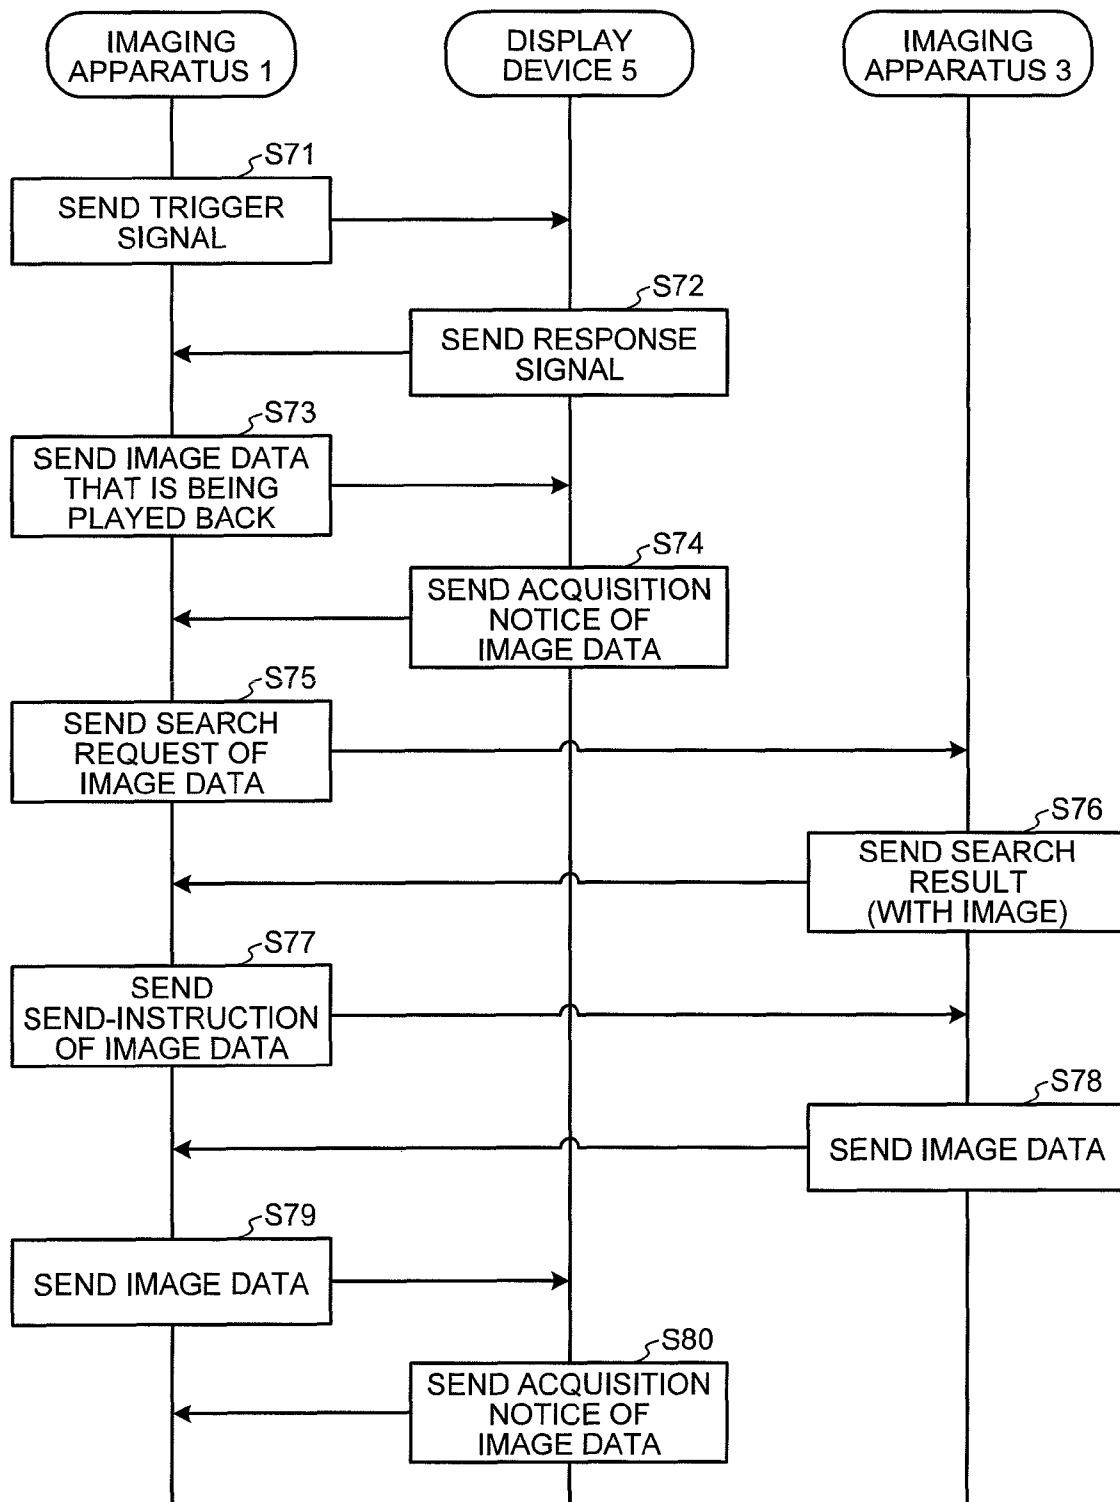 IMAGING
APPARATUS 1
DISPLAY
DEVICE 5
IMAGING
APPARATUS 3
S71
SEND TRIGGER
SIGNAL
S72
SEND RESPONSE
SIGNAL
S73
SEND IMAGE DATA
THAT IS BEING
PLAYED BACK
S74
SEND ACQUISITION
NOTICE OF
IMAGE DATA
S75
SEND SEARCH
REQUEST OF
IMAGE DATA
S76
SEND SEARCH
RESULT
(WITH IMAGE)
S77
SEND
SEND-INSTRUCTION
OF IMAGE DATA
S78
SEND IMAGE DATA
S79
SEND IMAGE DATA
S80
SEND ACQUISITION
NOTICE OF
IMAGE DATA